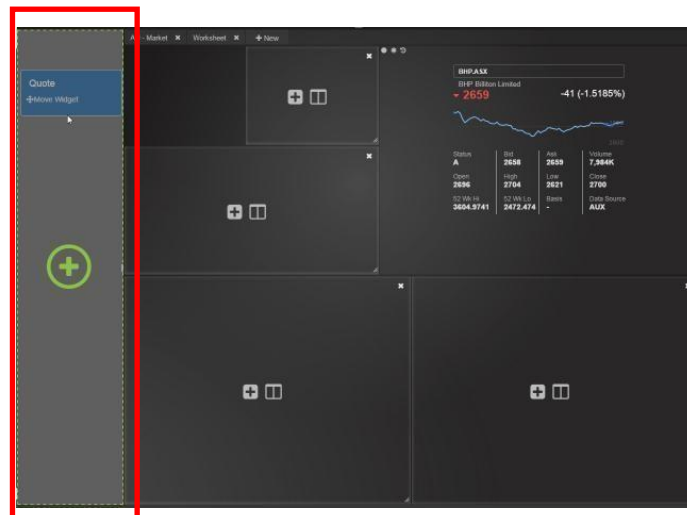 Market
Worksheet
New
Quote
Move Widget
BHP.ASX
BHP Billiton Limited
2659
-41 (-1.5185%)
Status
Bid
Ask
Volume
A
2658
2659
7,984K
Open
High
Low
Close
2696
2704
2621
2700
52 Wk Hi
52 Wk Lo
Basis
Data Source
3604.9741
2472.474
-
AUX